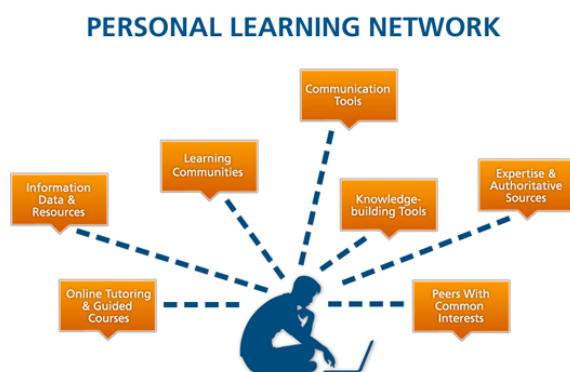 PERSONAL LEARNING NETWORK
Communication
Tools
Learning
Communities
Information
Data &
Resources
Knowledge-
building Tools
Expertise &
Authoritative
Sources
Online Tutoring
& Guided
Courses
Peers With
Common
Interests